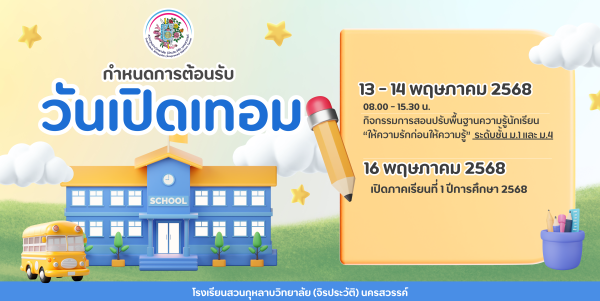 กำหนดการต้อนรับ
วันเปิดเทอม
13 - 14 พฤษภาคม 2568
08.00 - 15.30 น.
กิจกรรมการสอนปรับพื้นฐานความรู้นักเรียน
"ให้ความรักก่อนให้ความรู้" ระดับชั้น ม.1 และ ม.4
16 พฤษภาคม 2568
เปิดภาคเรียนที่ 1 ปีการศึกษา 2568
SCHOOL
โรงเรียนสวนกุหลาบวิทยาลัย (จิรประวัติ) นครสวรรค์